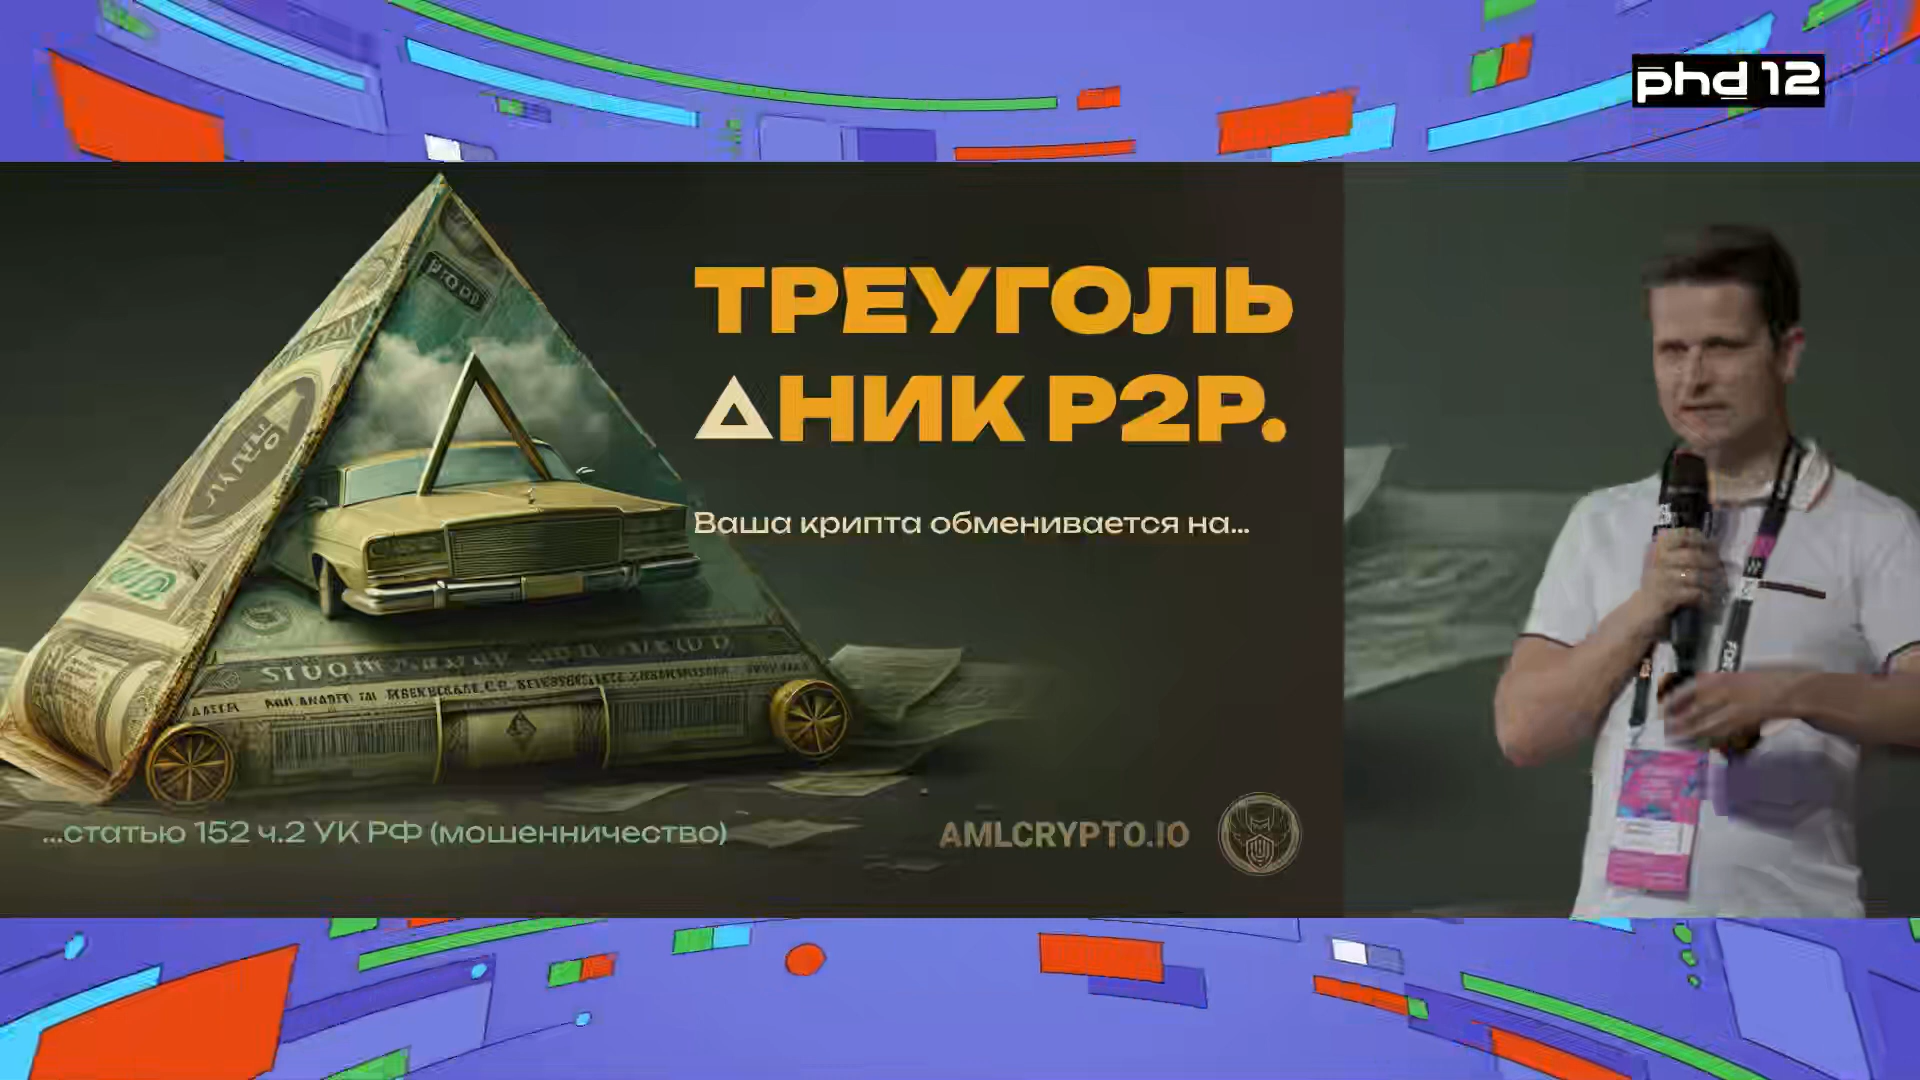 phd 12
ТРЕУГОЛЬ
НИК P2P.
Ваша крипта обменивается на...
...статью 152 ч.2 УК РФ (мошенничество)
AMLCRYPTO.IO